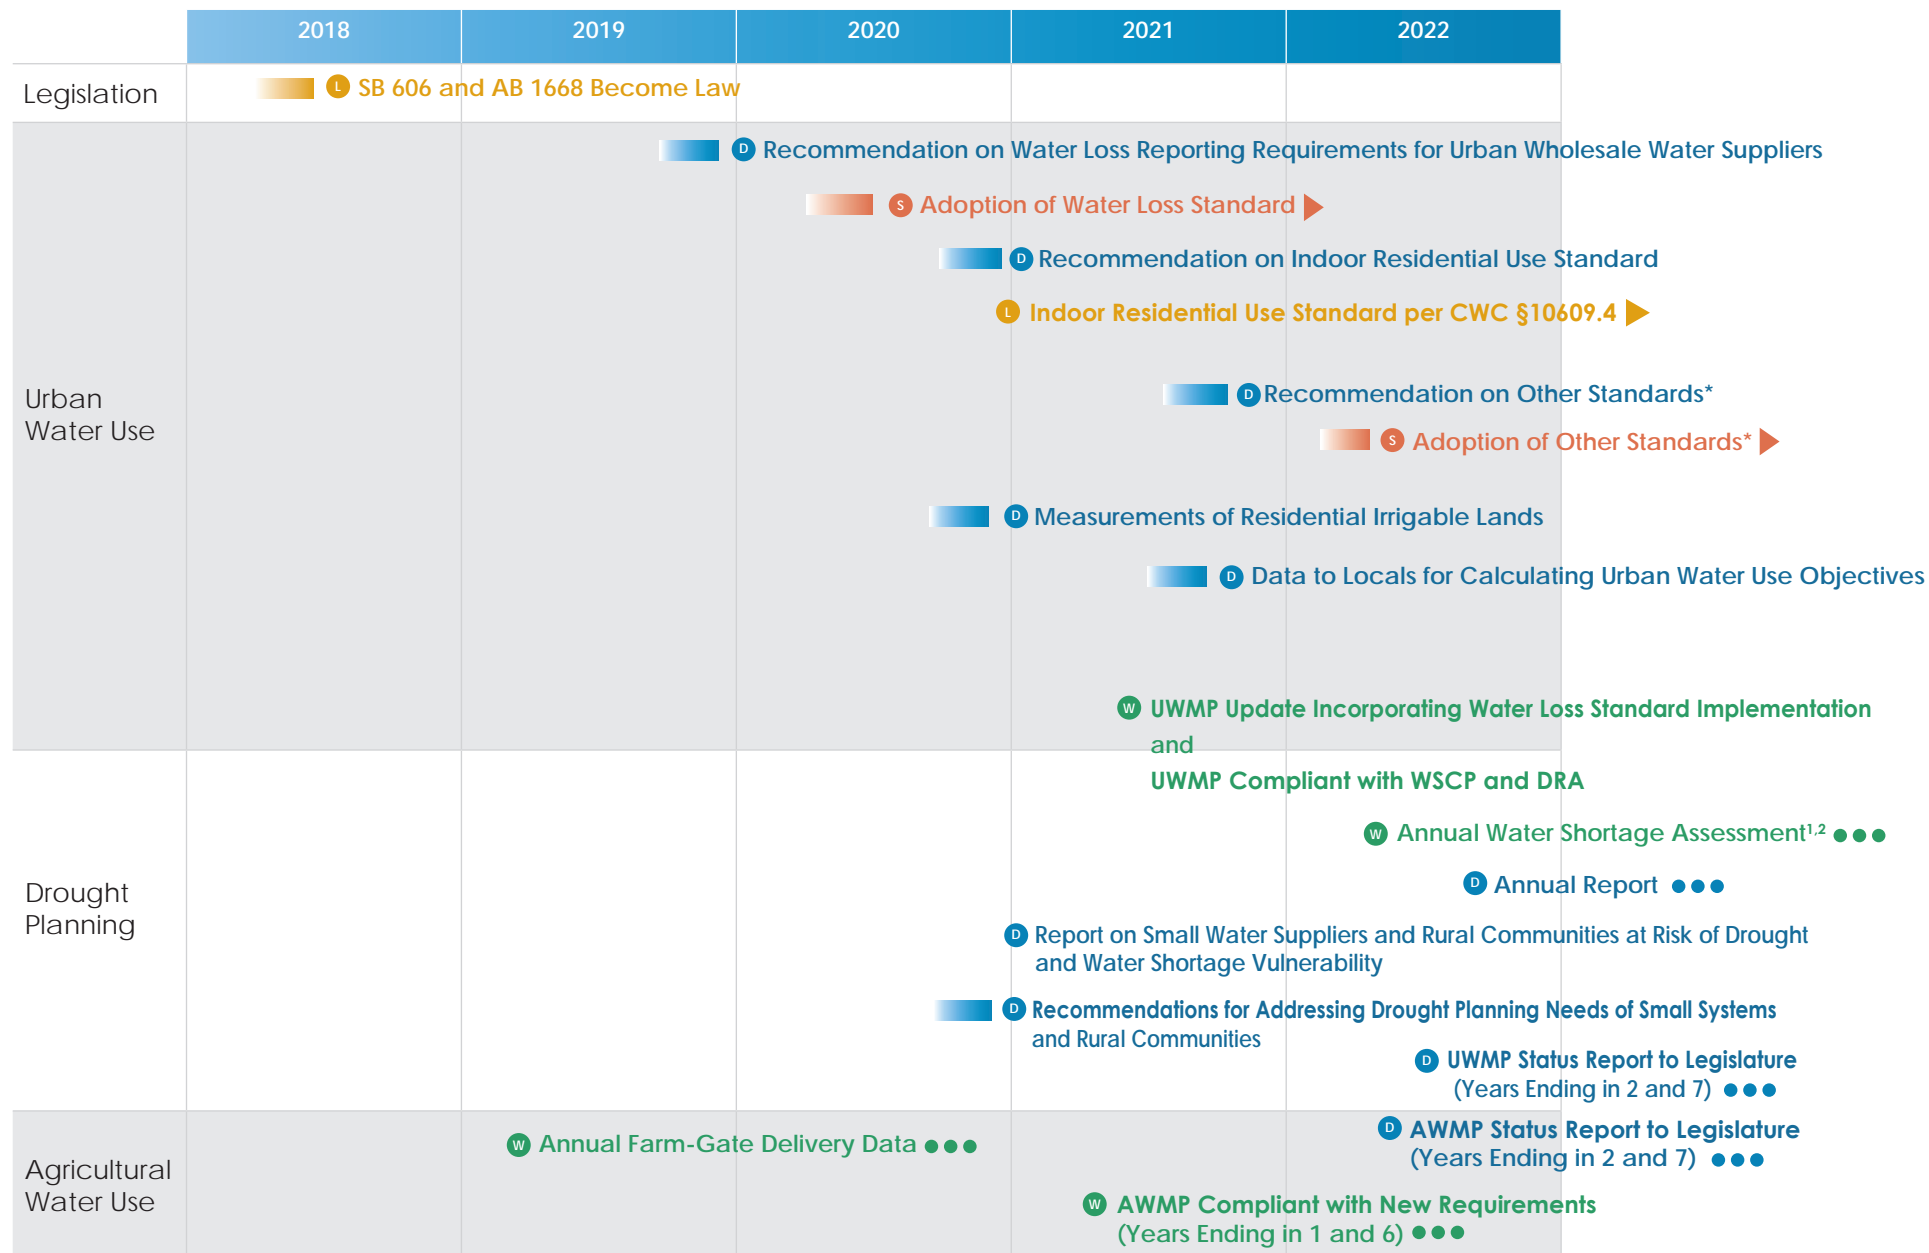 2018 2019 2020 2021 2022
Legislation
L SB 606 and AB 1668 Become Law
Urban
Water Use
D Recommendation on Water Loss Reporting Requirements for Urban Wholesale Water Suppliers
S Adoption of Water Loss Standard
D Recommendation on Indoor Residential Use Standard
L Indoor Residential Use Standard per CWC §10609.4
D Recommendation on Other Standards*
S Adoption of Other Standards*
D Measurements of Residential Irrigable Lands
D Data to Locals for Calculating Urban Water Use Objectives
W UWMP Update Incorporating Water Loss Standard Implementation
and
UWMP Compliant with WSCP and DRA
Drought
Planning
W Annual Water Shortage Assessment¹,² ●●●
D Annual Report ●●●
D Report on Small Water Suppliers and Rural Communities at Risk of Drought
and Water Shortage Vulnerability
D Recommendations for Addressing Drought Planning Needs of Small Systems
and Rural Communities
D UWMP Status Report to Legislature
(Years Ending in 2 and 7) ●●●
Agricultural
Water Use
W Annual Farm-Gate Delivery Data ●●●
D AWMP Status Report to Legislature
(Years Ending in 2 and 7) ●●●
W AWMP Compliant with New Requirements
(Years Ending in 1 and 6) ●●●